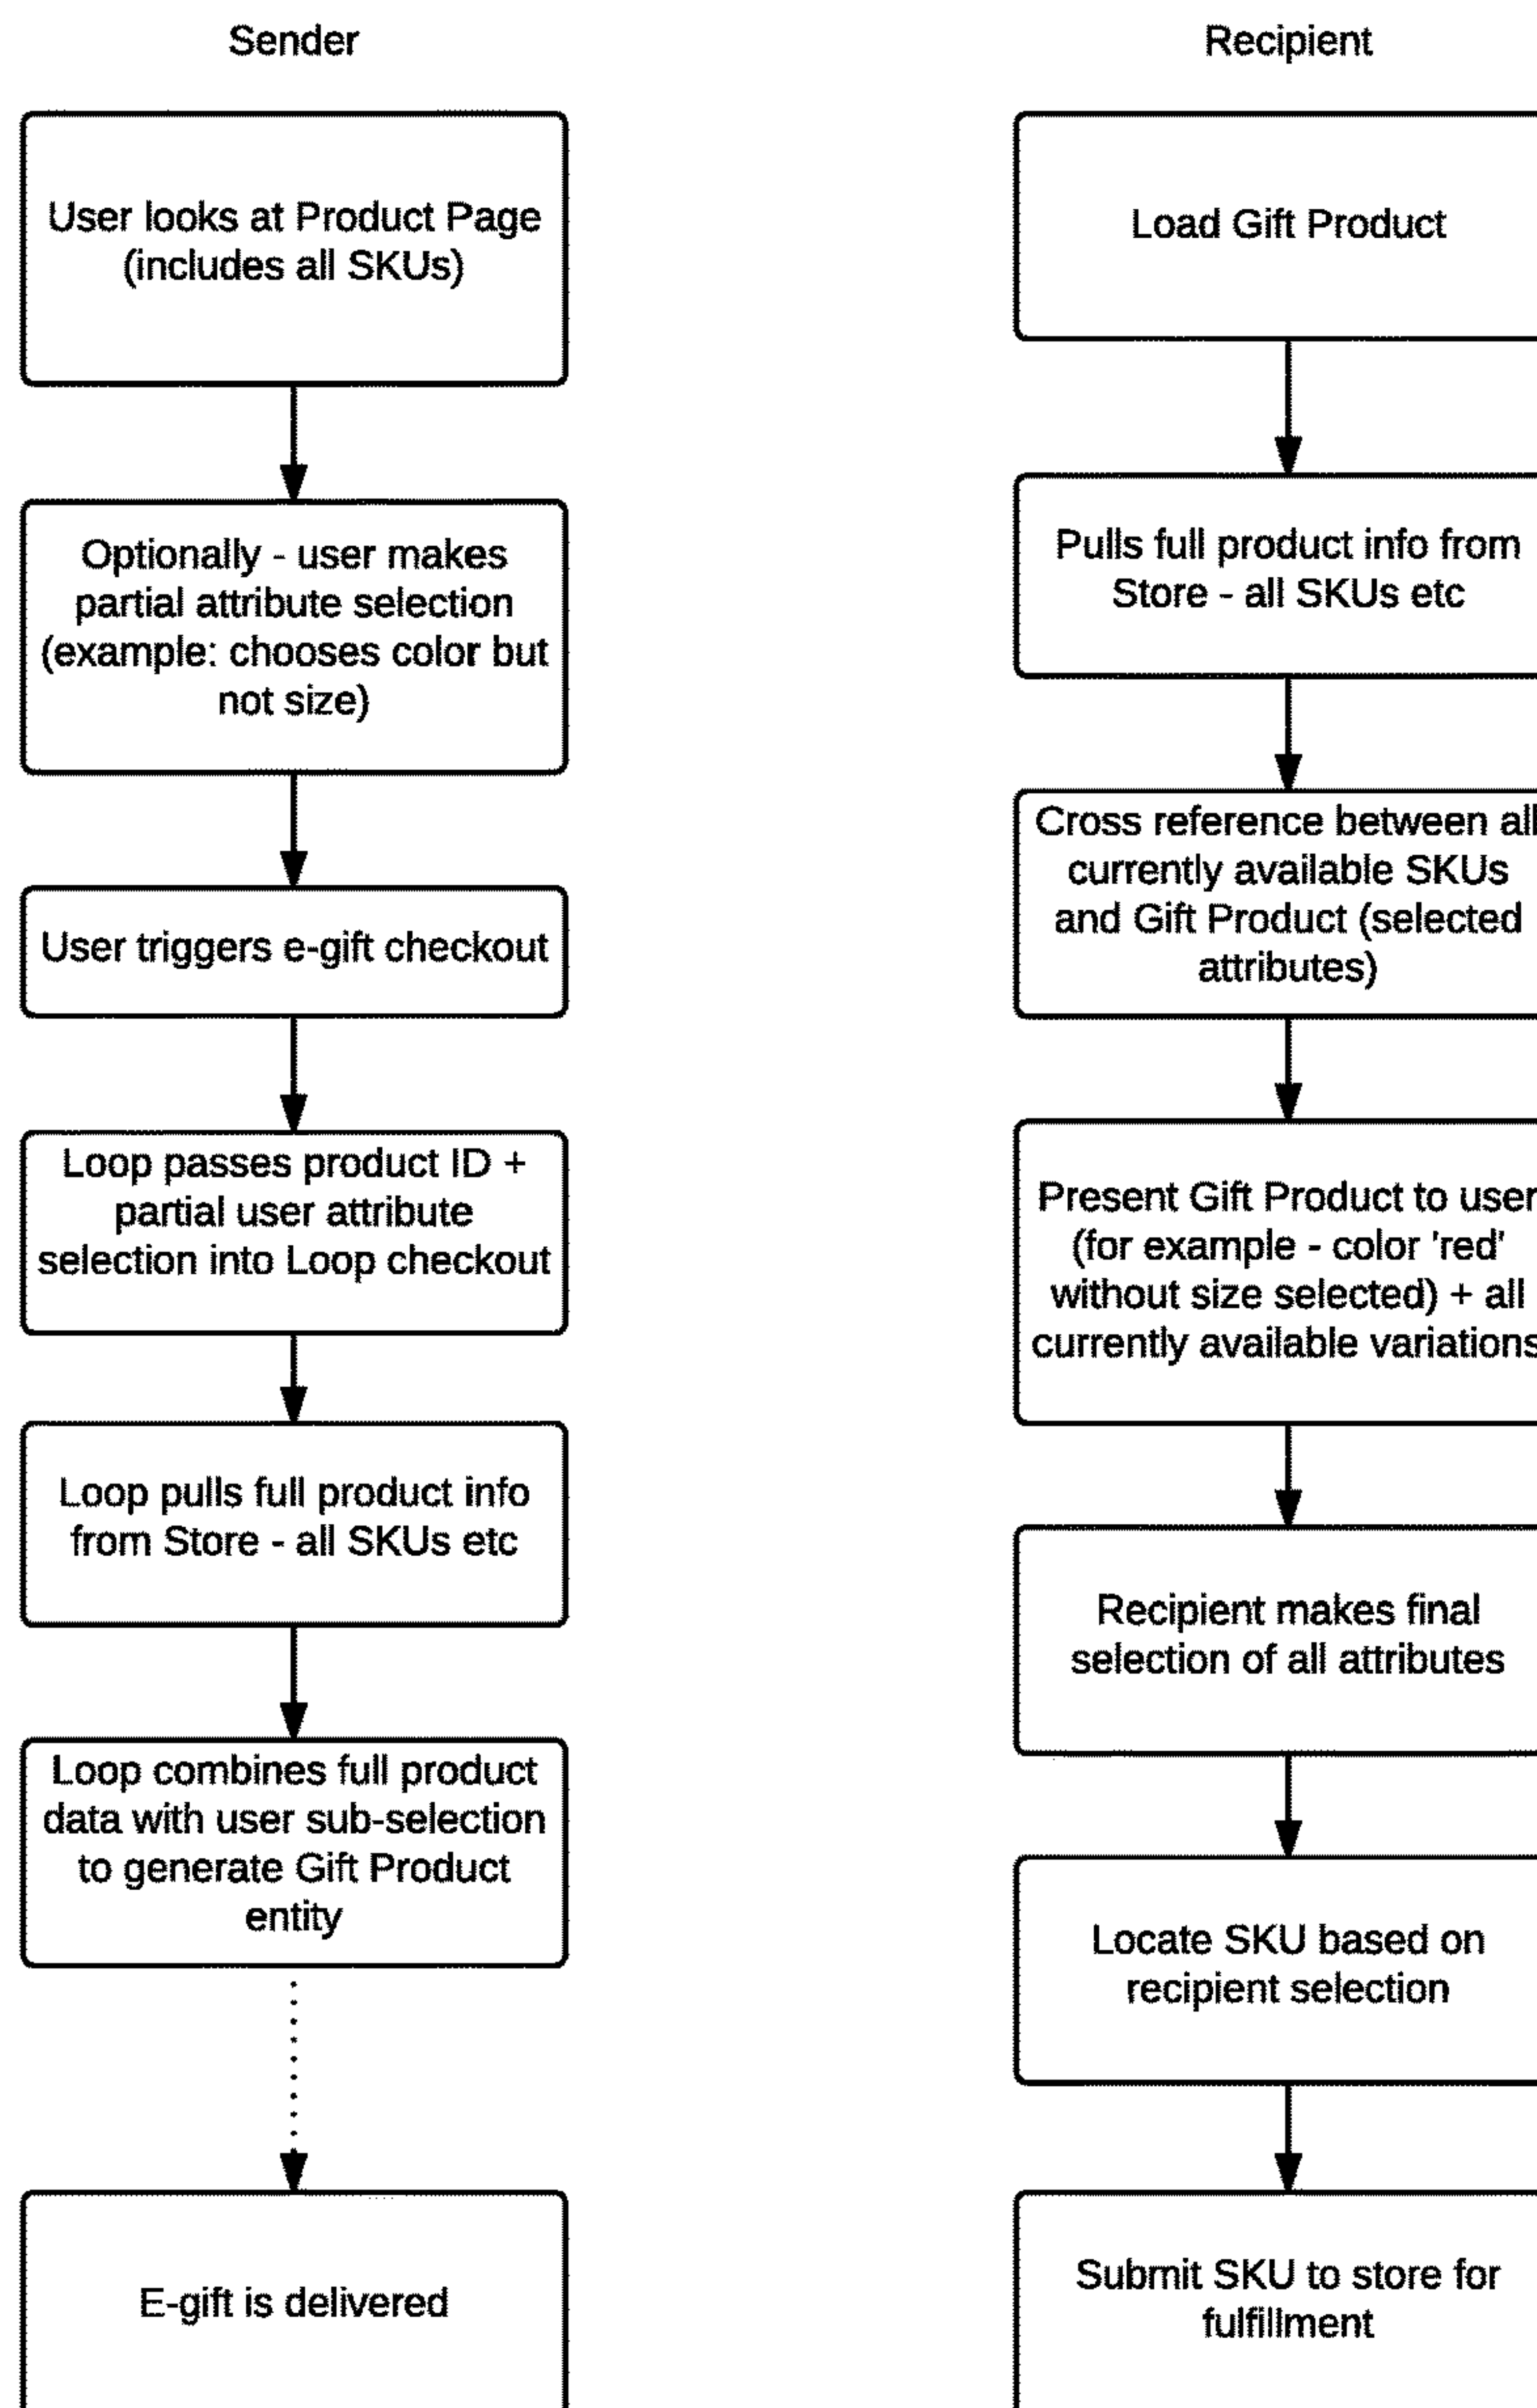 Sender
User looks at Product Page
(includes all SKUs)
Optionally - user makes
partial attribute selection
(example: chooses color but
not size)
User triggers e-gift checkout
Loop passes product ID +
partial user attribute
selection into Loop checkout
Loop pulls full product info
from Store - all SKUs etc
Loop combines full product
data with user sub-selection
to generate Gift Product
entity
E-gift is delivered
Recipient
Load Gift Product
Pulls full product info from
Store - all SKUs etc
Cross reference between all
currently available SKUs
and Gift Product (selected
attributes)
Present Gift Product to user
(for example - color 'red'
without size selected) + all
currently available variations
Recipient makes final
selection of all attributes
Locate SKU based on
recipient selection
Submit SKU to store for
fulfillment